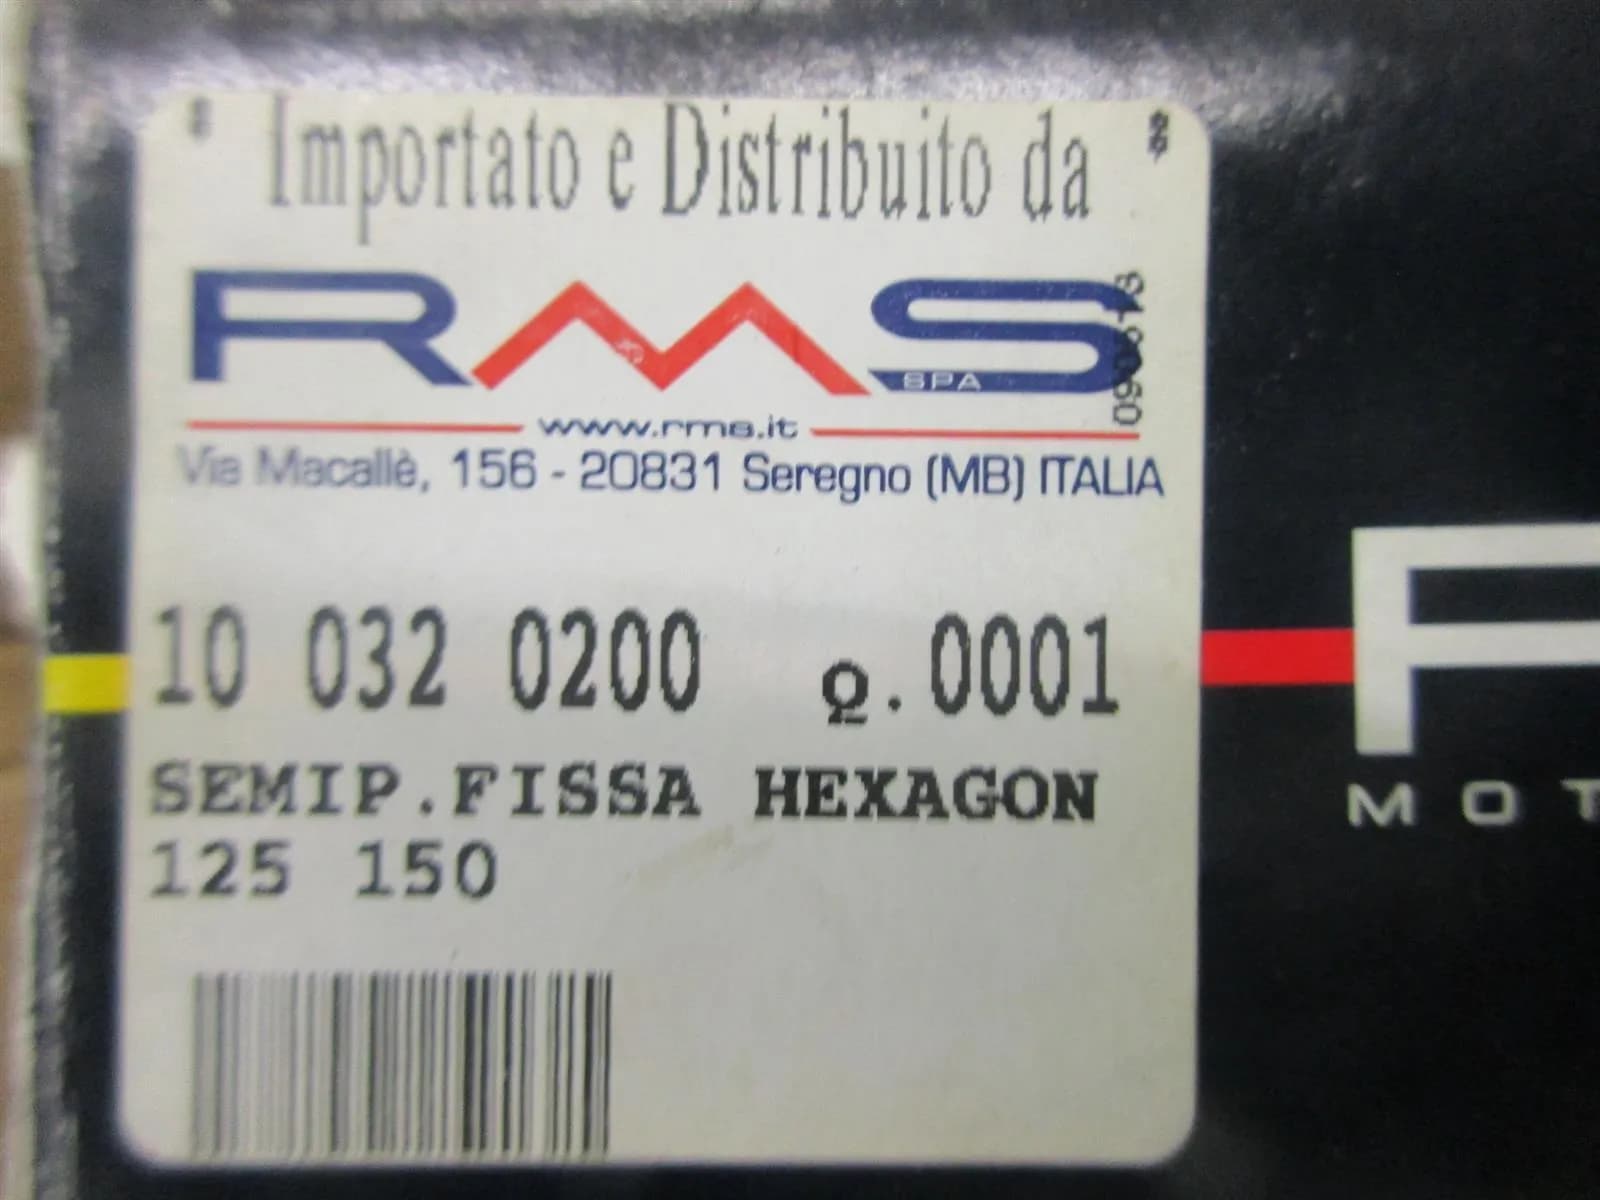 Importato e Distribuito da
RMS
SPA
www.rms.it
Via Macallè, 156 - 20831 Seregno (MB) ITALIA
10 032 0200 Q.0001
SEMIP.FISSA HEXAGON
125 150
MOT